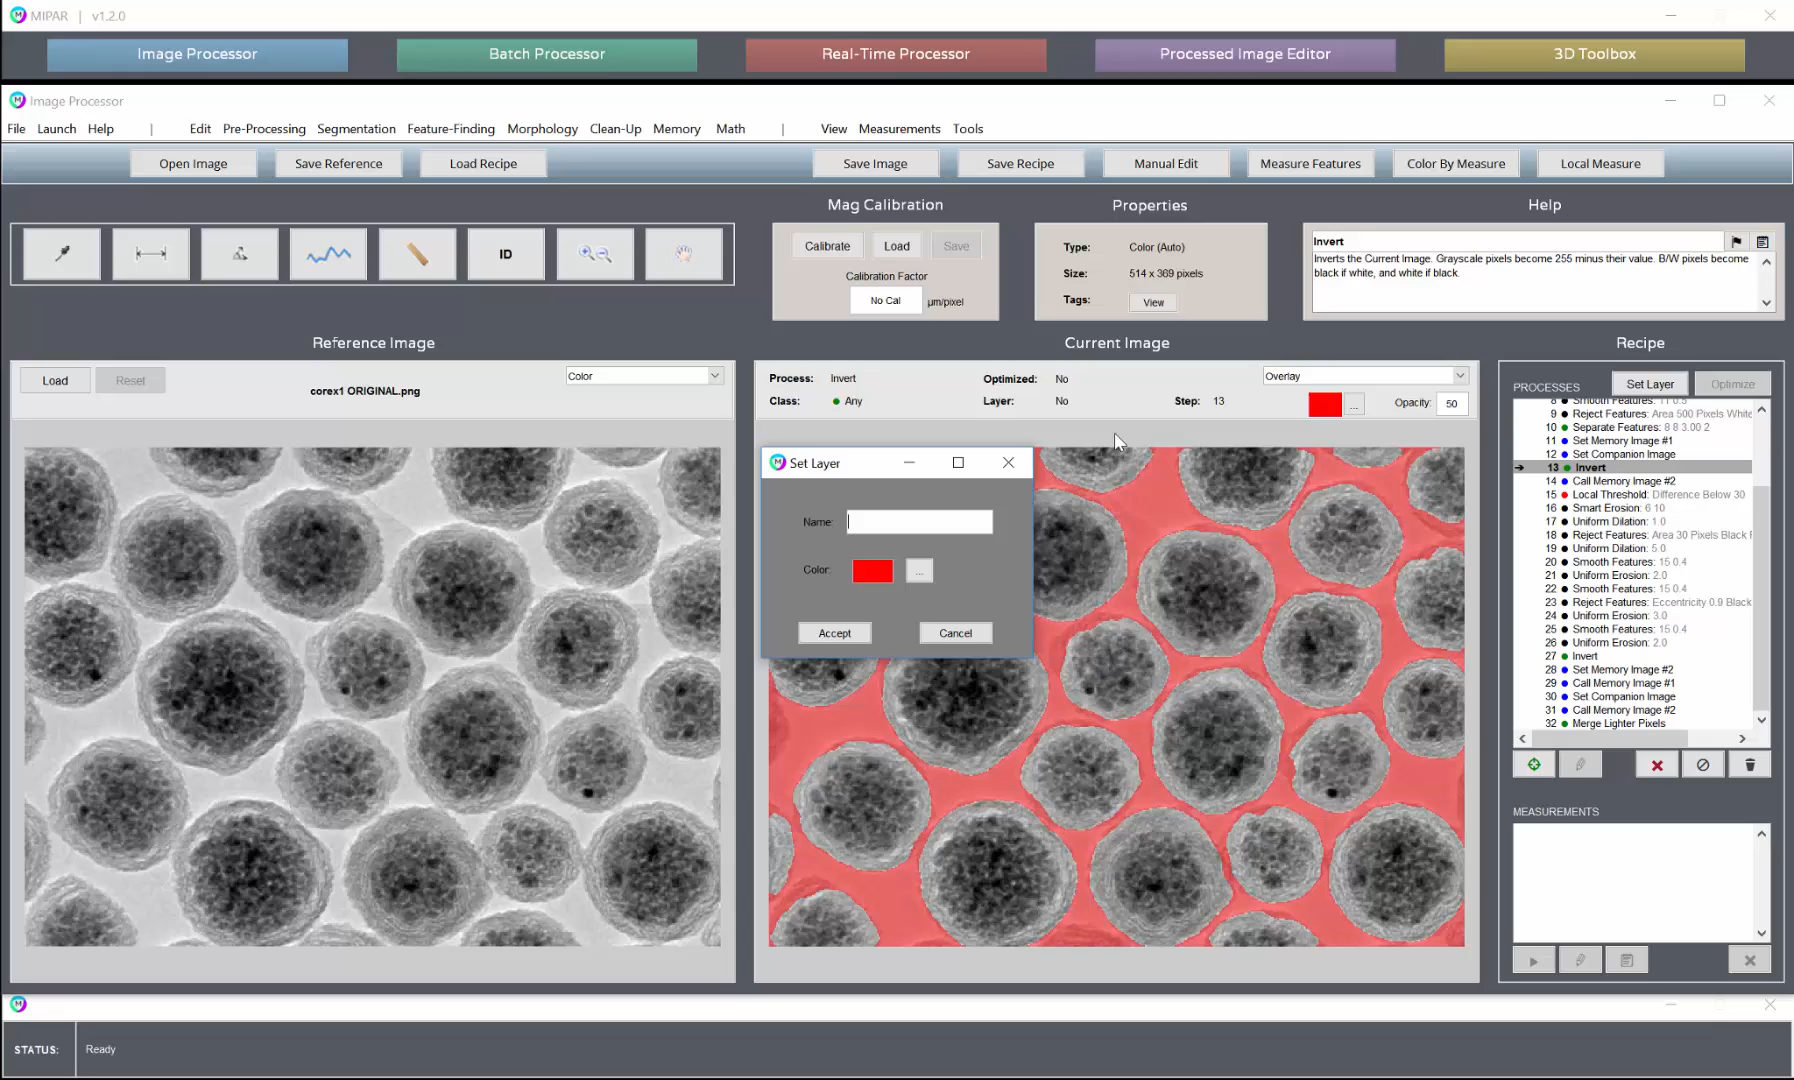 MIPAR | v1.2.0
Image Processor
Batch Processor
Real-Time Processor
Processed Image Editor
3D Toolbox
Image Processor
File Launch Help | Edit Pre-Processing Segmentation Feature-Finding Morphology Clean-Up Memory Math | View Measurements Tools
Open Image
Save Reference
Load Recipe
Save Image
Save Recipe
Manual Edit
Measure Features
Color By Measure
Local Measure
ID
Mag Calibration
Calibrate
Load
Save
Calibration Factor
No Cal µm/pixel
Properties
Type: Color (Auto)
Size: 514 x 369 pixels
Tags: View
Help
Invert
Inverts the Current Image. Grayscale pixels become 255 minus their value. B/W pixels become
black if white, and white if black.
Reference Image
Load
Reset
corex1 ORIGINAL.png
Color
Current Image
Process: Invert
Optimized: No
Overlay
Class: Any
Layer: No
Step: 13
...
Opacity: 50
Set Layer
Name:
Color: ...
Accept
Cancel
Recipe
PROCESSES
Set Layer
Optimize
8 Smooth Features: 11 0.5
9 Reject Features: Area 500 Pixels White
10 Separate Features: 8 8 3.00 2
11 Set Memory Image #1
12 Set Companion Image
13 Invert
14 Call Memory Image #2
15 Local Threshold: Difference Below 30
16 Smart Erosion: 6 10
17 Uniform Dilation: 1.0
18 Reject Features: Area 30 Pixels Black
19 Uniform Dilation: 5.0
20 Smooth Features: 15 0.4
21 Uniform Erosion: 2.0
22 Smooth Features: 15 0.4
23 Reject Features: Eccentricity 0.9 Black
24 Uniform Erosion: 3.0
25 Smooth Features: 15 0.4
26 Uniform Erosion: 2.0
27 Invert
28 Set Memory Image #2
29 Call Memory Image #1
30 Set Companion Image
31 Call Memory Image #2
32 Merge Lighter Pixels
MEASUREMENTS
STATUS: Ready